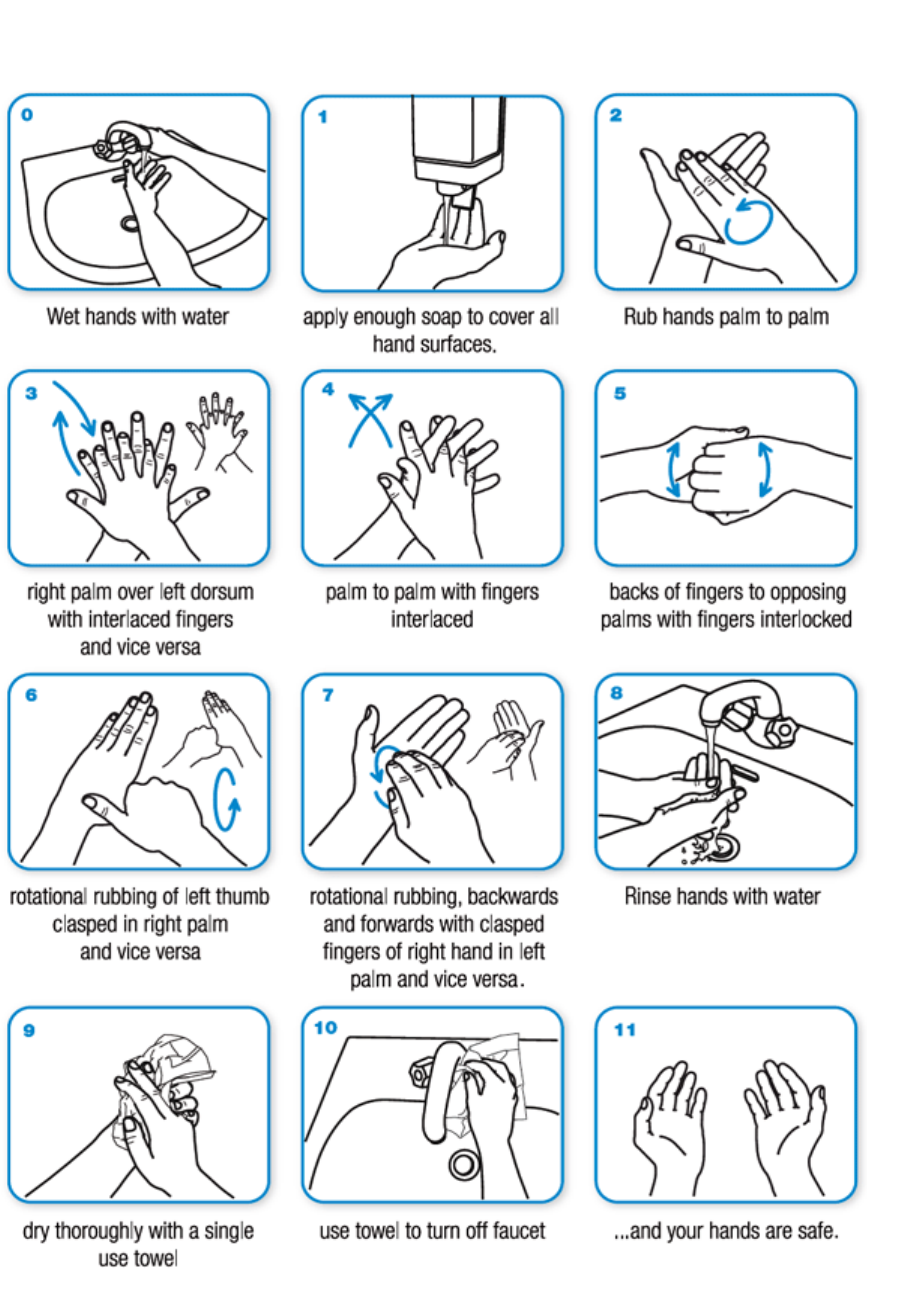 0
Wet hands with water
1
apply enough soap to cover all
hand surfaces.
2
Rub hands palm to palm
3
right palm over left dorsum
with interlaced fingers
and vice versa
4
palm to palm with fingers
interlaced
5
backs of fingers to opposing
palms with fingers interlocked
6
rotational rubbing of left thumb
clasped in right palm
and vice versa
7
rotational rubbing, backwards
and forwards with clasped
fingers of right hand in left
palm and vice versa.
8
Rinse hands with water
9
dry thoroughly with a single
use towel
10
use towel to turn off faucet
11
...and your hands are safe.